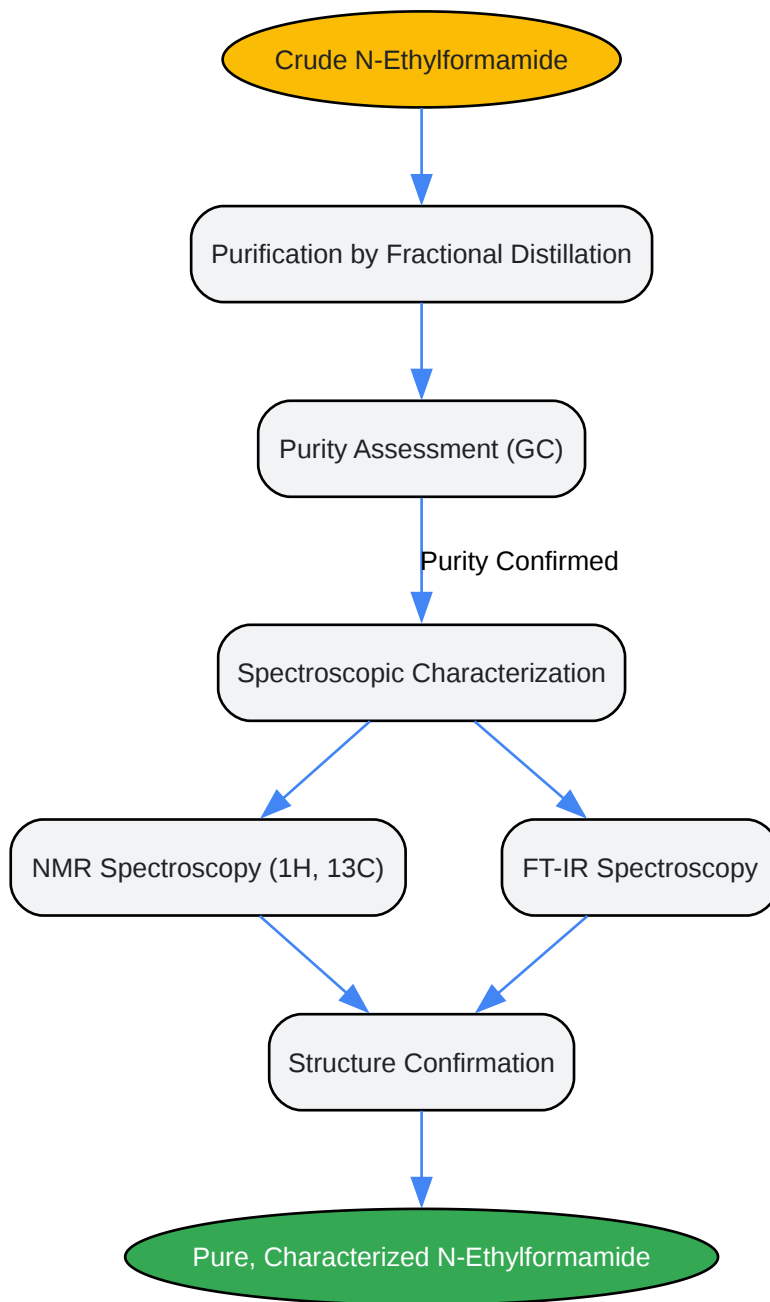 Crude N-Ethylformamide
Purification by Fractional Distillation
Purity Assessment (GC)
Purity Confirmed
Spectroscopic Characterization
NMR Spectroscopy (1H, 13C)
FT-IR Spectroscopy
Structure Confirmation
Pure, Characterized N-Ethylformamide